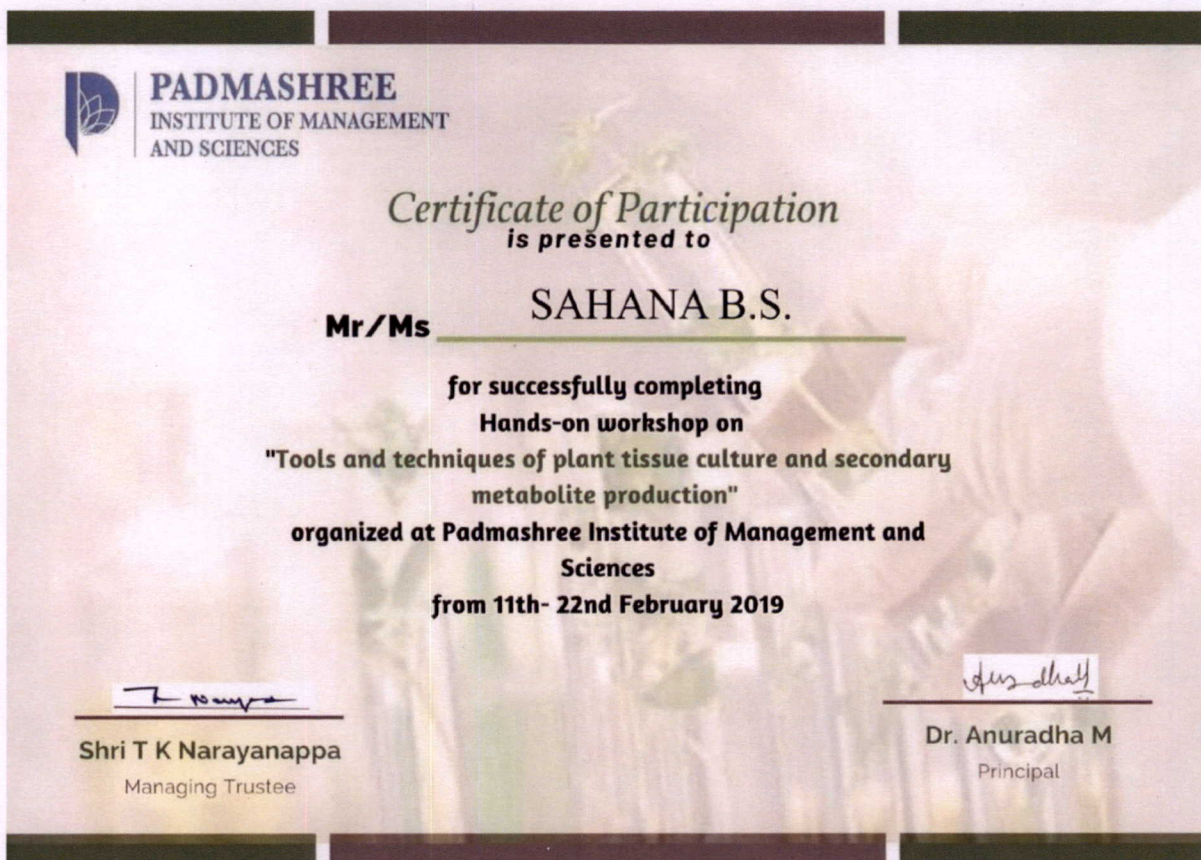 PADMASHREE
INSTITUTE OF MANAGEMENT
AND SCIENCES
Certificate of Participation
is presented to
Mr/Ms SAHANA B.S.
for successfully completing
Hands-on workshop on
"Tools and techniques of plant tissue culture and secondary
metabolite production"
organized at Padmashree Institute of Management and
Sciences
from 11th- 22nd February 2019
Shri T K Narayanappa
Managing Trustee
Dr. Anuradha M
Principal